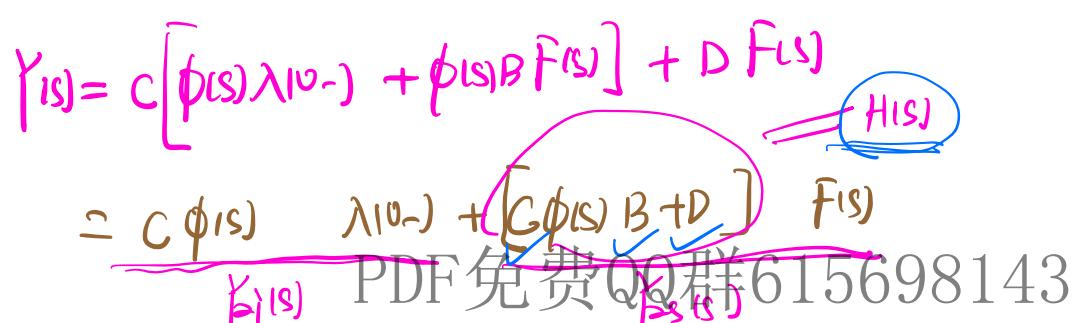 Y(s) = C[φ(s)λ(0-) + φ(s)BF(s)] + DF(s)
H(s)
= Cφ(s) λ(0-) + [Cφ(s)B+D] F(s)
Yzi(s) Yzs(s)
PDF免费QQ群615698143